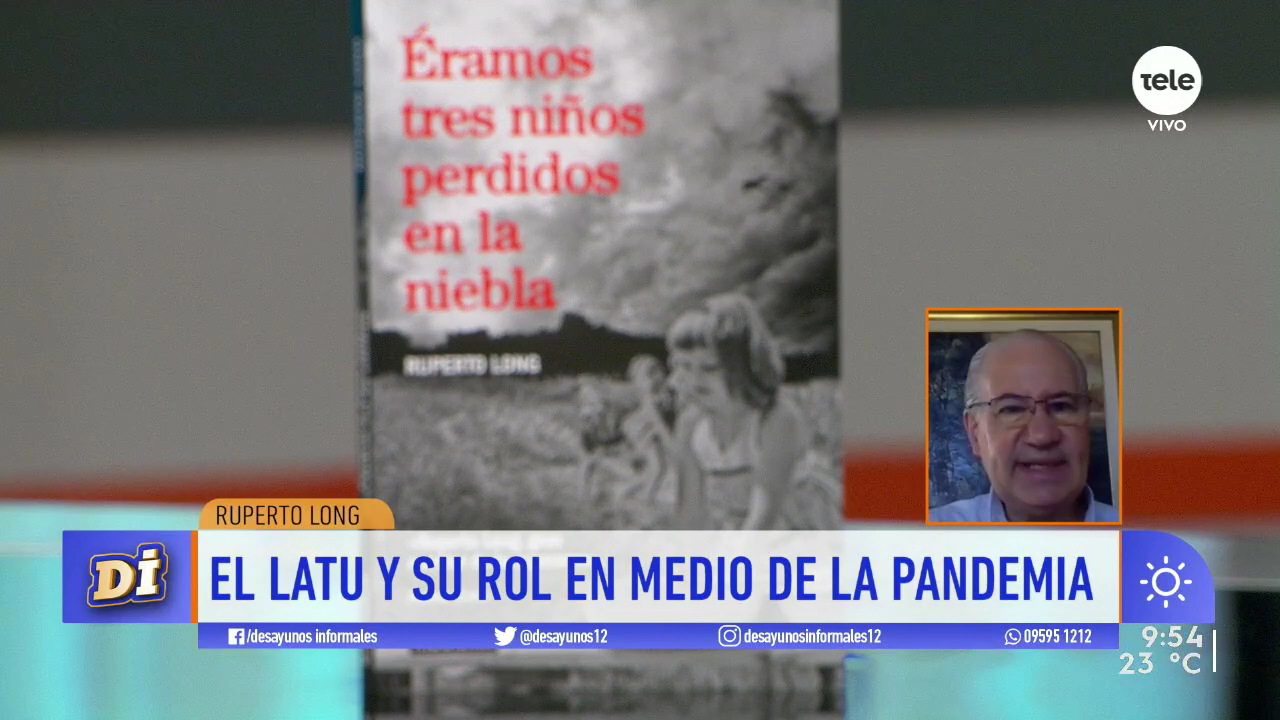 Éramos
tres niños
perdidos
en la
niebla
RUPERTO LONG
tele
VIVO
RUPERTO LONG
Di
EL LATU Y SU ROL EN MEDIO DE LA PANDEMIA
/desayunos informales
@desayunos12
desayunosinformales12
09595 1212
9:54
23 °C